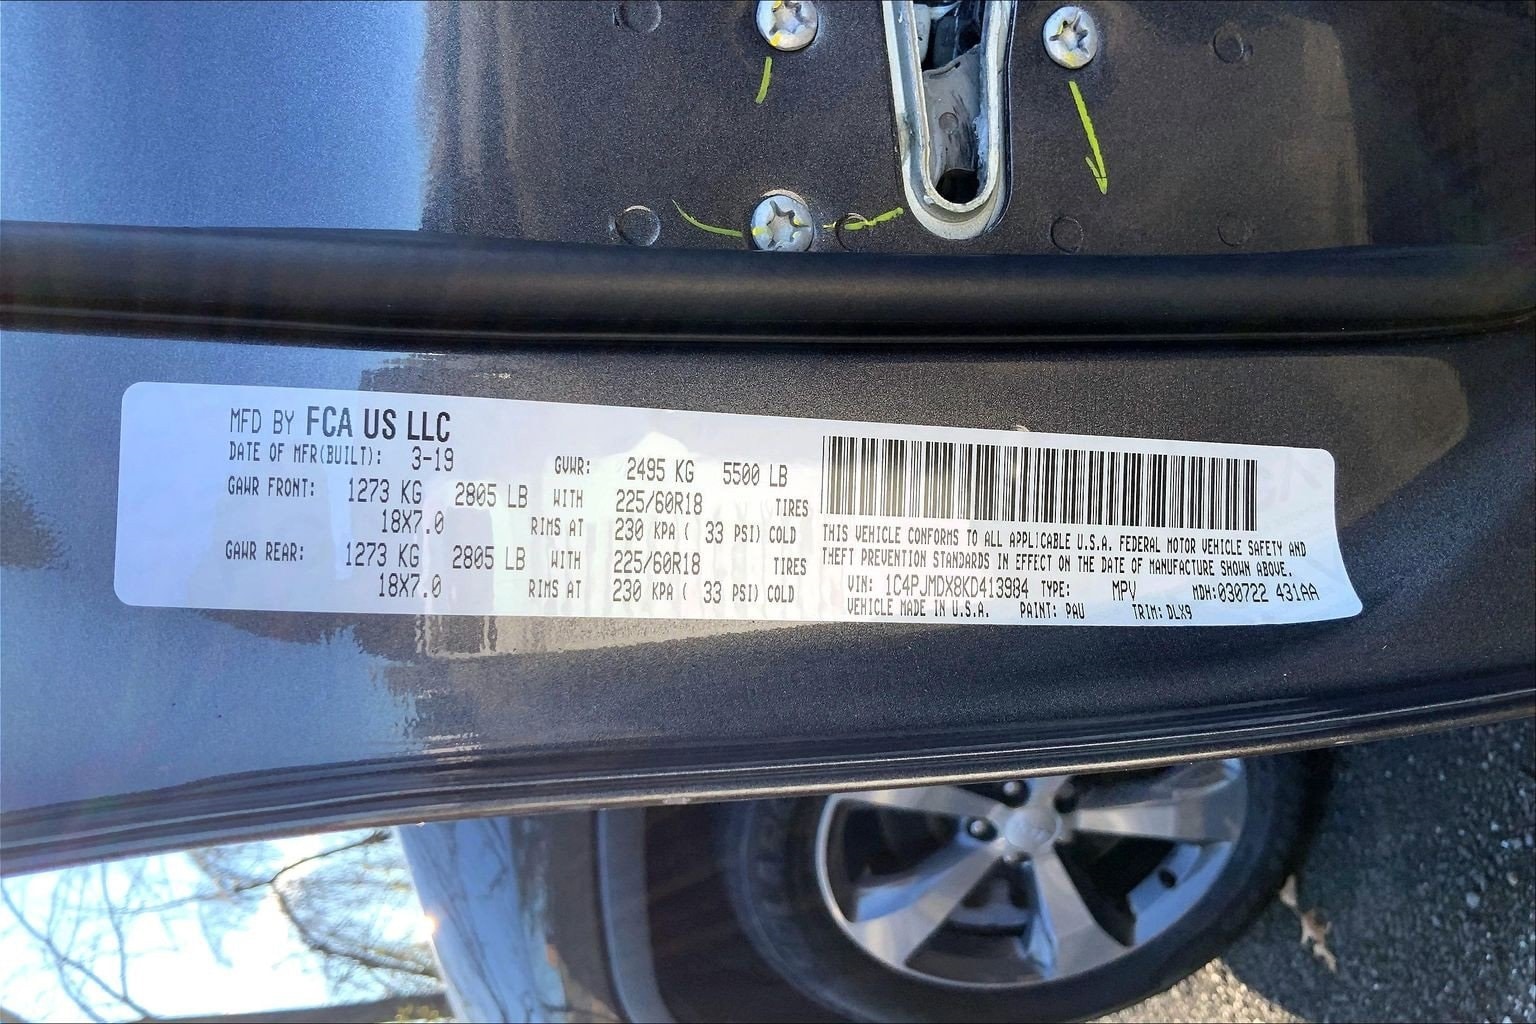 MFD BY FCA US LLC
DATE OF MFR(BUILT): 3-19 GVWR: 2495 KG 5500 LB
GAWR FRONT: 1273 KG 2805 LB WITH 225/60R18 TIRES
18X7.0 RIMS AT 230 KPA ( 33 PSI) COLD
GAWR REAR: 1273 KG 2805 LB WITH 225/60R18 TIRES
18X7.0 RIMS AT 230 KPA ( 33 PSI) COLD
THIS VEHICLE CONFORMS TO ALL APPLICABLE U.S.A. FEDERAL MOTOR VEHICLE SAFETY AND
THEFT PREVENTION STANDARDS IN EFFECT ON THE DATE OF MANUFACTURE SHOWN ABOVE.
VIN: 1C4PJMDX8KD413984 TYPE: MPV MDH:030722 431AA
VEHICLE MADE IN U.S.A. PAINT: PAU TRIM: DLX9